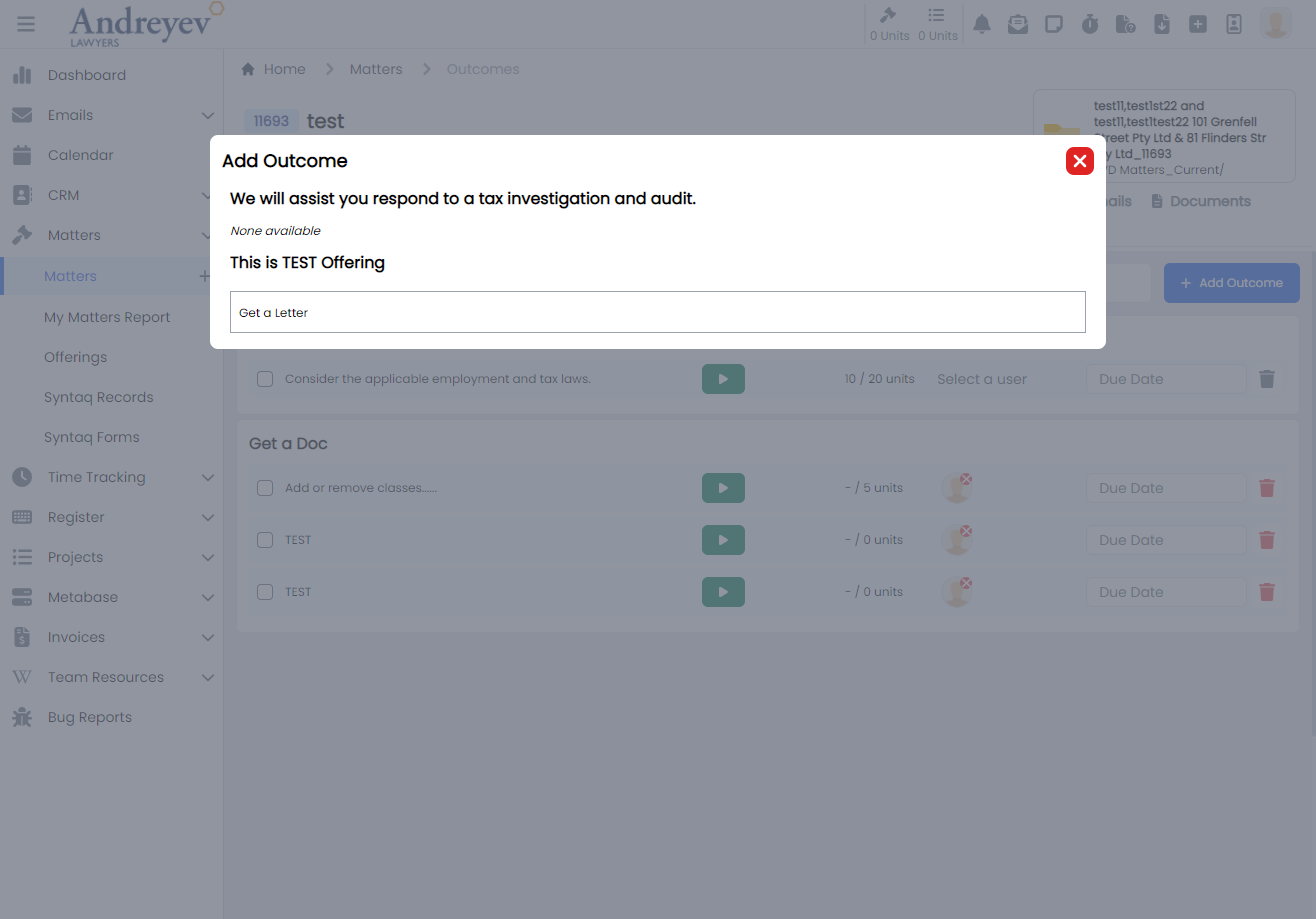 Andreyev
LAWYERS
0 Units
0 Units
Dashboard
Emails
Calendar
CRM
Matters
Matters
My Matters Report
Offerings
Syntaq Records
Syntaq Forms
Time Tracking
Register
Projects
Metabase
Invoices
Team Resources
Bug Reports
Home
Matters
Outcomes
11693
test
test11,test1st22 and
test11,test1test22 101 Grenfell
Street Pty Ltd & 81 Flinders Str
Ltd_11693
Matters_Current/
Documents
Add Outcome
Add Outcome
We will assist you respond to a tax investigation and audit.
None available
This is TEST Offering
Get a Letter
Consider the applicable employment and tax laws.
10 / 20 units
Select a user
Due Date
Get a Doc
Add or remove classes......
- / 5 units
Due Date
TEST
- / 0 units
Due Date
TEST
- / 0 units
Due Date